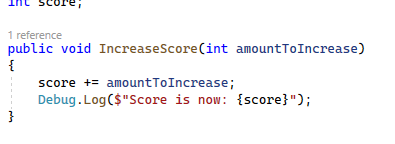 int score;
1 reference
public void IncreaseScore(int amountToIncrease)
{
score += amountToIncrease;
Debug.Log($"Score is now: {score}");
}